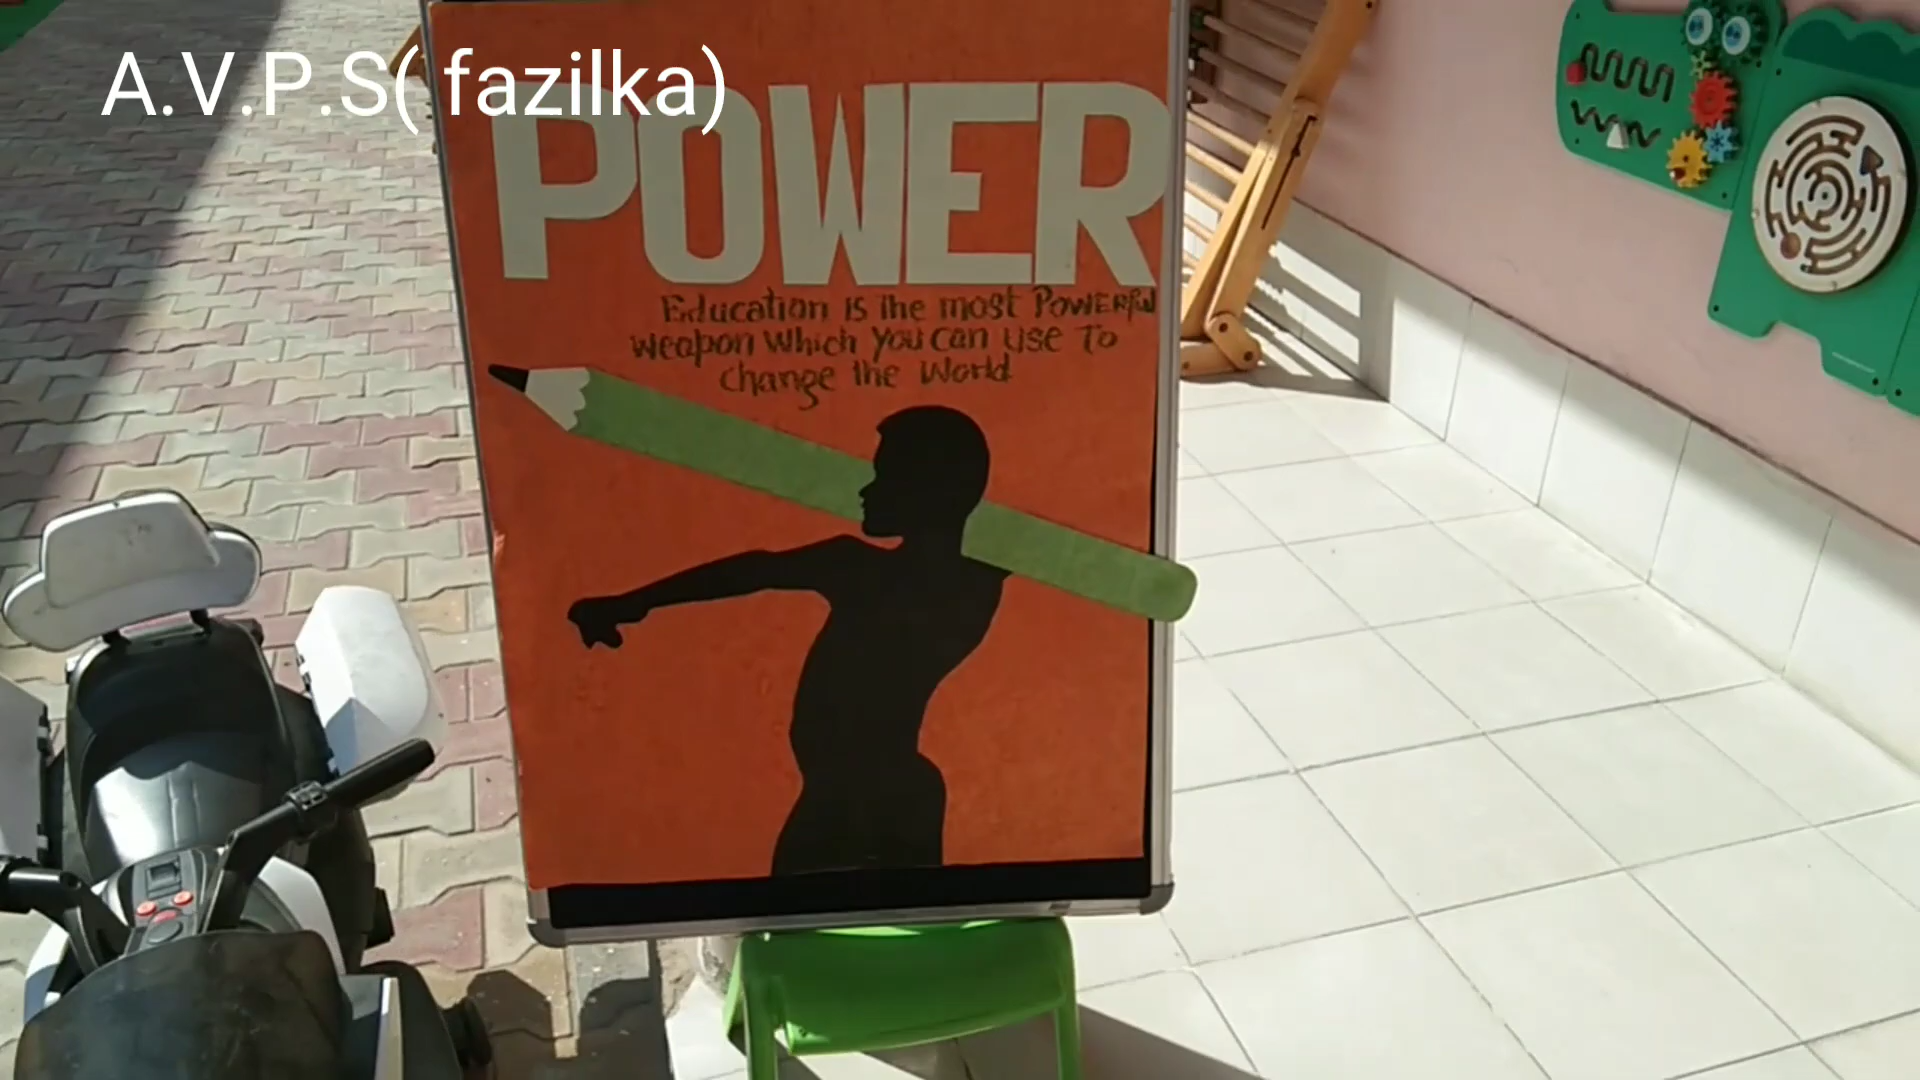 A.V.P.S( fazilka)
POWER
Education is the most POWERful
weapon Which you can use To
change the World